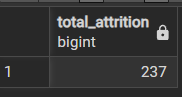 total_attrition
bigint
1
237